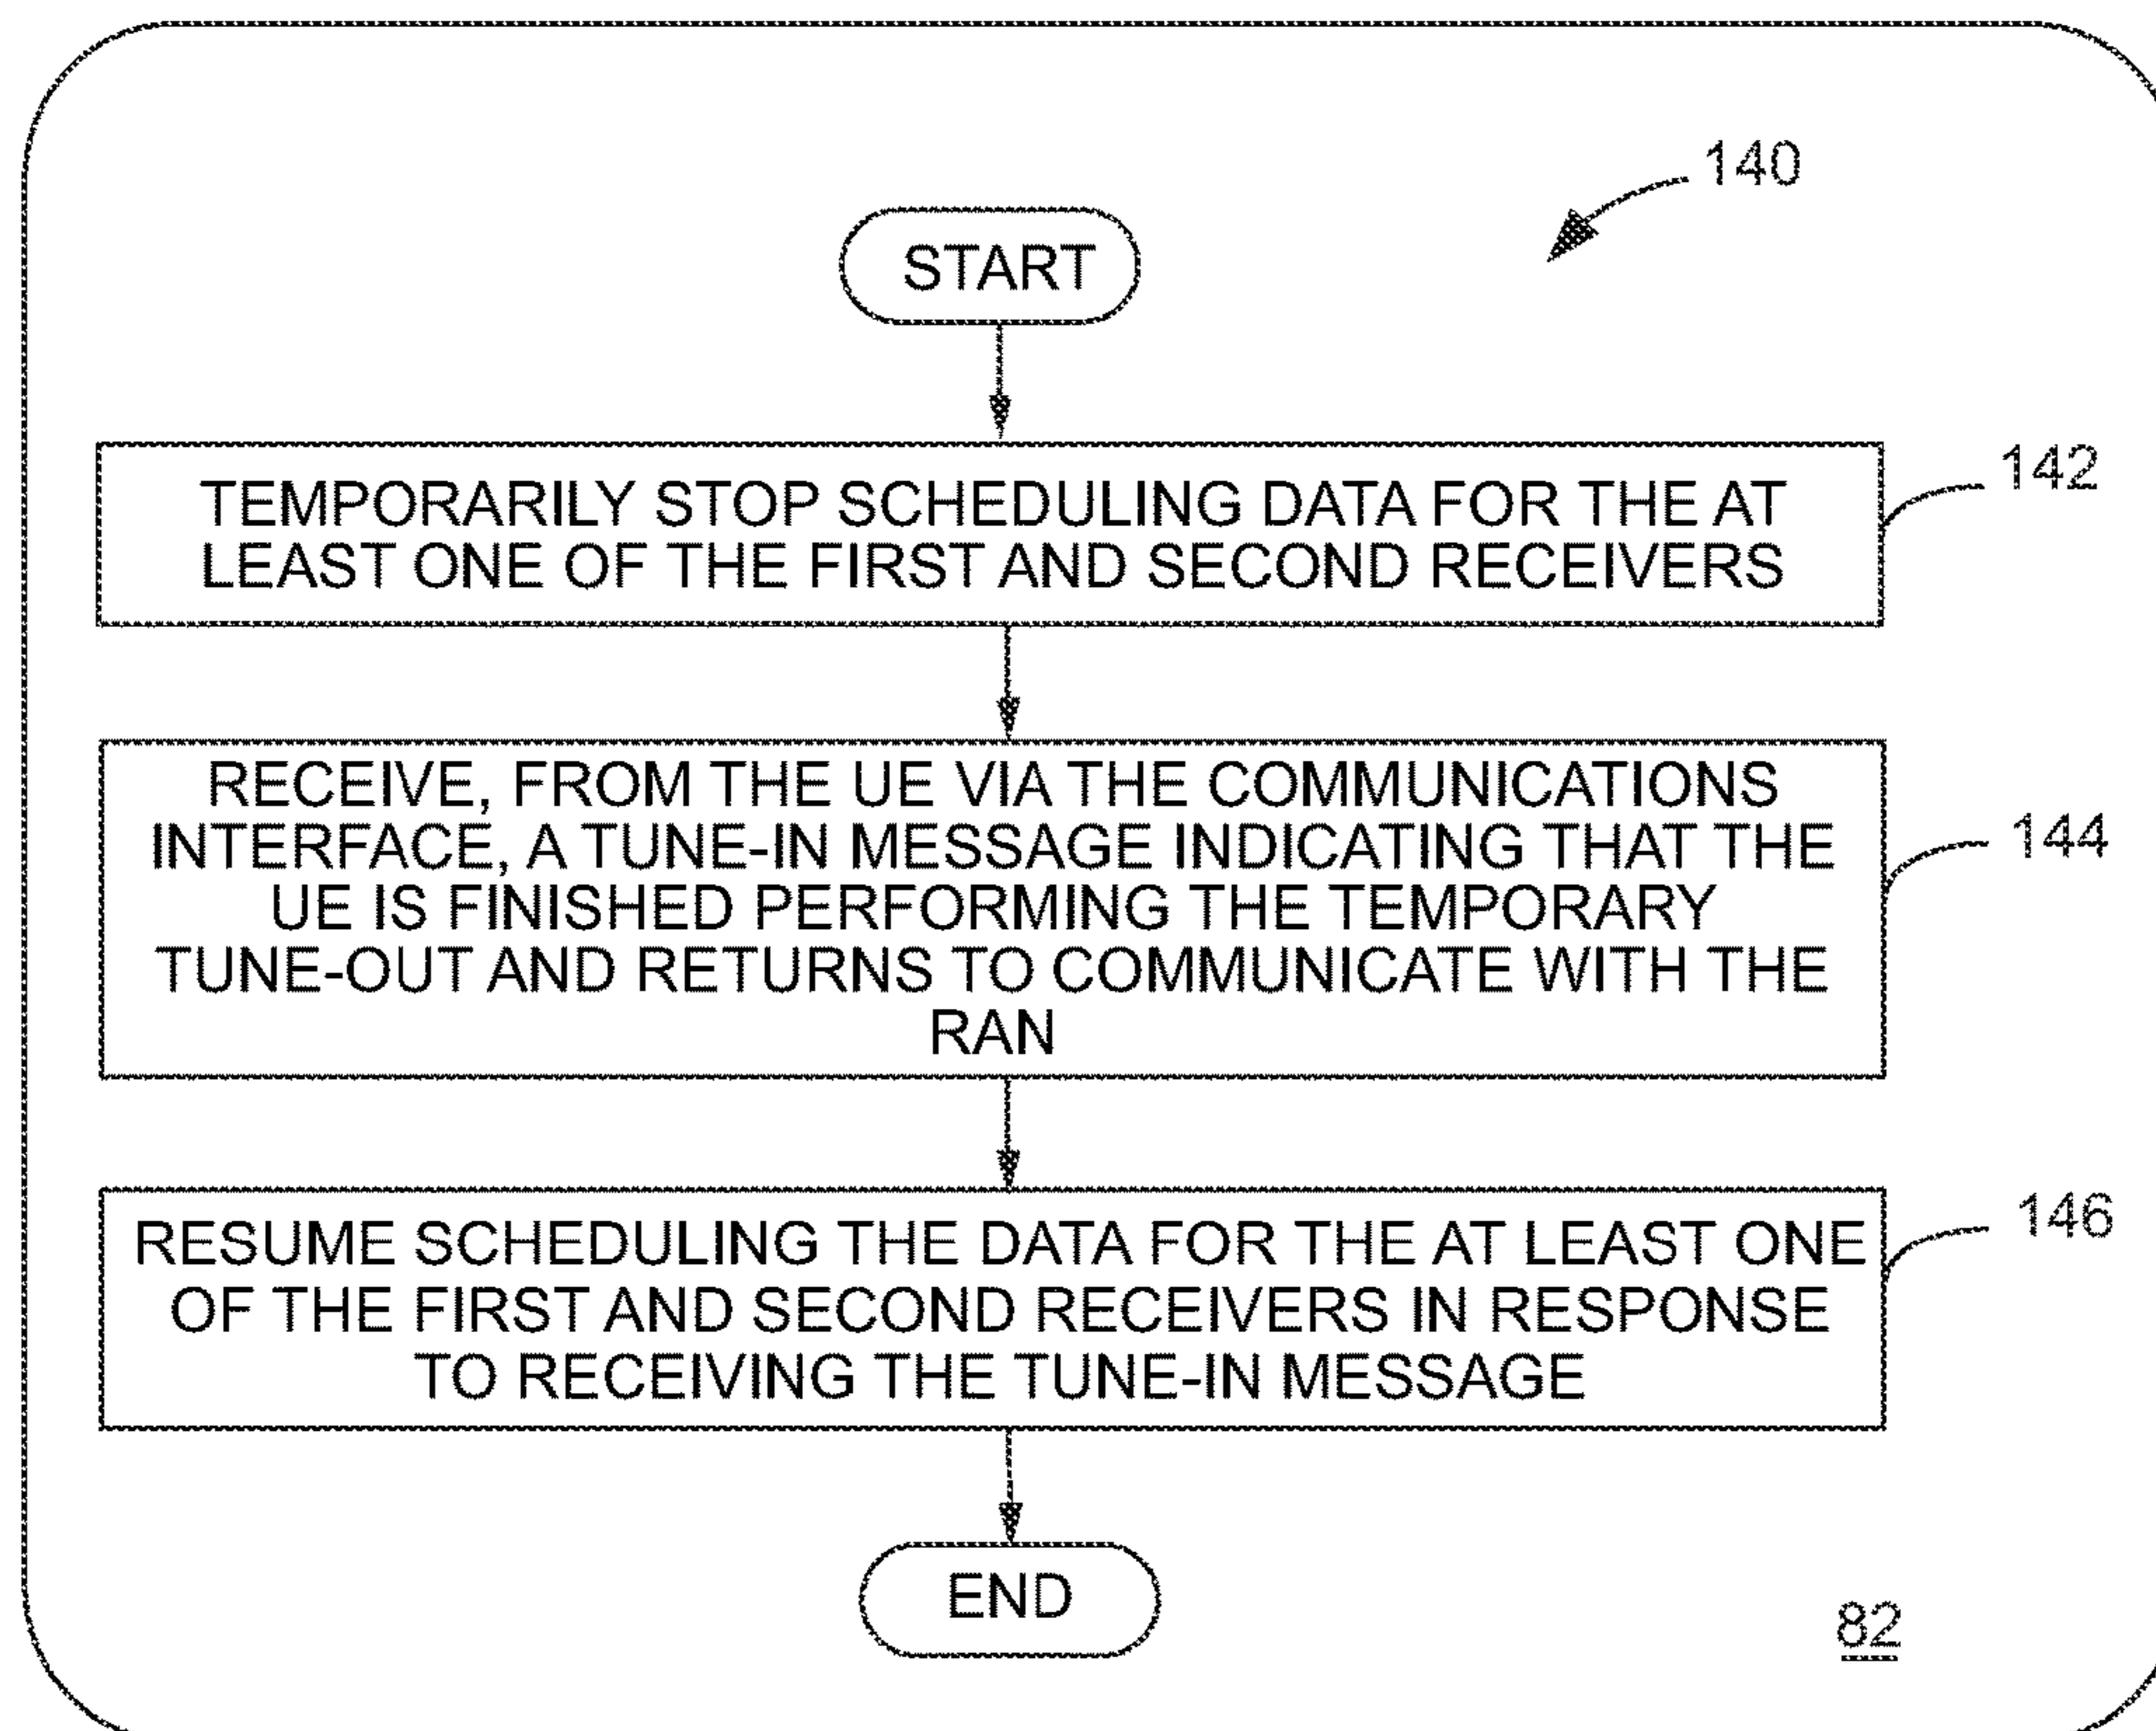 140
START
142
TEMPORARILY STOP SCHEDULING DATA FOR THE AT
LEAST ONE OF THE FIRST AND SECOND RECEIVERS
144
RECEIVE, FROM THE UE VIA THE COMMUNICATIONS
INTERFACE, A TUNE-IN MESSAGE INDICATING THAT THE
UE IS FINISHED PERFORMING THE TEMPORARY
TUNE-OUT AND RETURNS TO COMMUNICATE WITH THE
RAN
146
RESUME SCHEDULING THE DATA FOR THE AT LEAST ONE
OF THE FIRST AND SECOND RECEIVERS IN RESPONSE
TO RECEIVING THE TUNE-IN MESSAGE
END
82